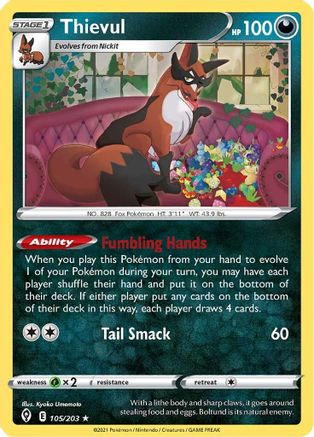 STAGE 1
Thievul
HP 100
Evolves from Nickit
NO. 828 Fox Pokémon HT: 3'11" WT: 43.9 lbs.
Ability Fumbling Hands
When you play this Pokémon from your hand to evolve
1 of your Pokémon during your turn, you may have each
player shuffle their hand and put it on the bottom of
their deck. If either player put any cards on the bottom
of their deck in this way, each player draws 4 cards.
Tail Smack 60
weakness ×2 resistance retreat
Illus. Kyoko Umemoto
E 105/203 ★
With a lithe body and sharp claws, it goes around
stealing food and eggs. Boltund is its natural enemy.
©2021 Pokémon / Nintendo / Creatures / GAME FREAK